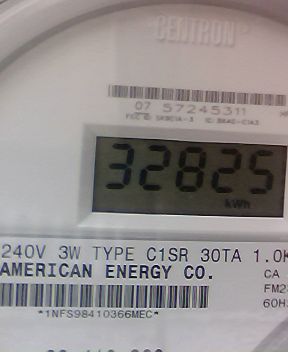 CENTRON
07 57245311
32825
kWh
240V 3W TYPE C1SR 30TA 1.0K
AMERICAN ENERGY CO.
CA
FM2
60H
*1NFS98410366MEC*